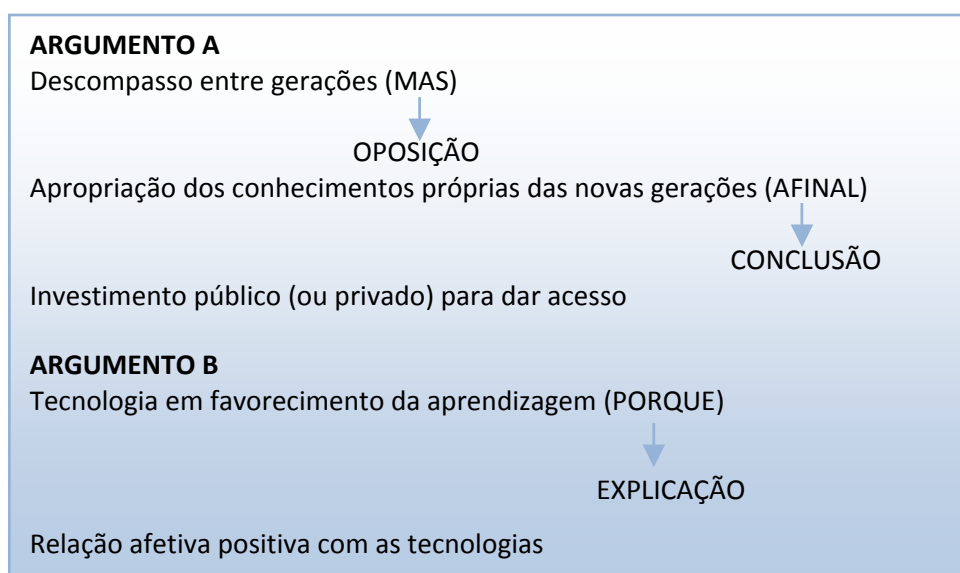 ARGUMENTO A
Descompasso entre gerações (MAS)
OPOSIÇÃO
Apropriação dos conhecimentos próprias das novas gerações (AFINAL)
CONCLUSÃO
Investimento público (ou privado) para dar acesso
ARGUMENTO B
Tecnologia em favorecimento da aprendizagem (PORQUE)
EXPLICAÇÃO
Relação afetiva positiva com as tecnologias